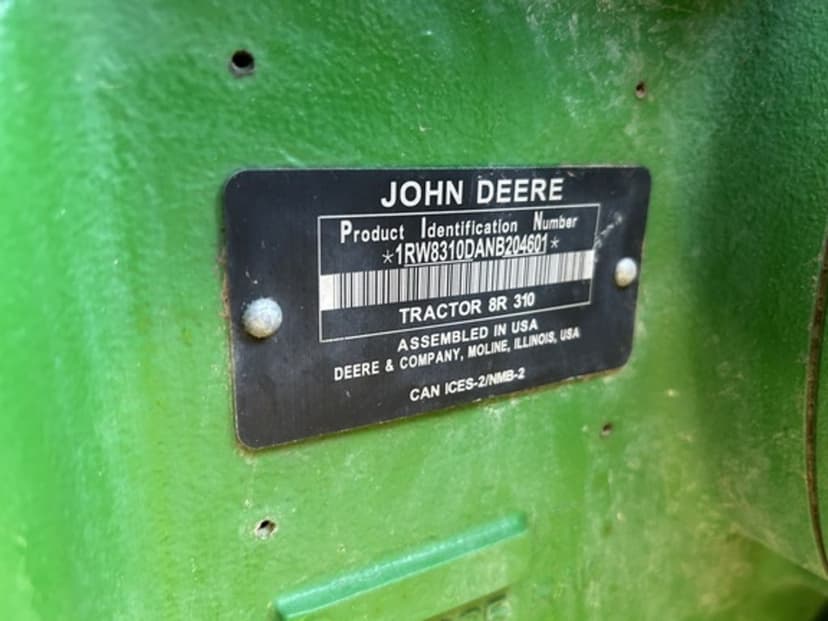 JOHN DEERE
Product Identification Number
*1RW8310DANB204601*
TRACTOR 8R 310
ASSEMBLED IN USA
DEERE & COMPANY, MOLINE, ILLINOIS, USA
CAN ICES-2/NMB-2